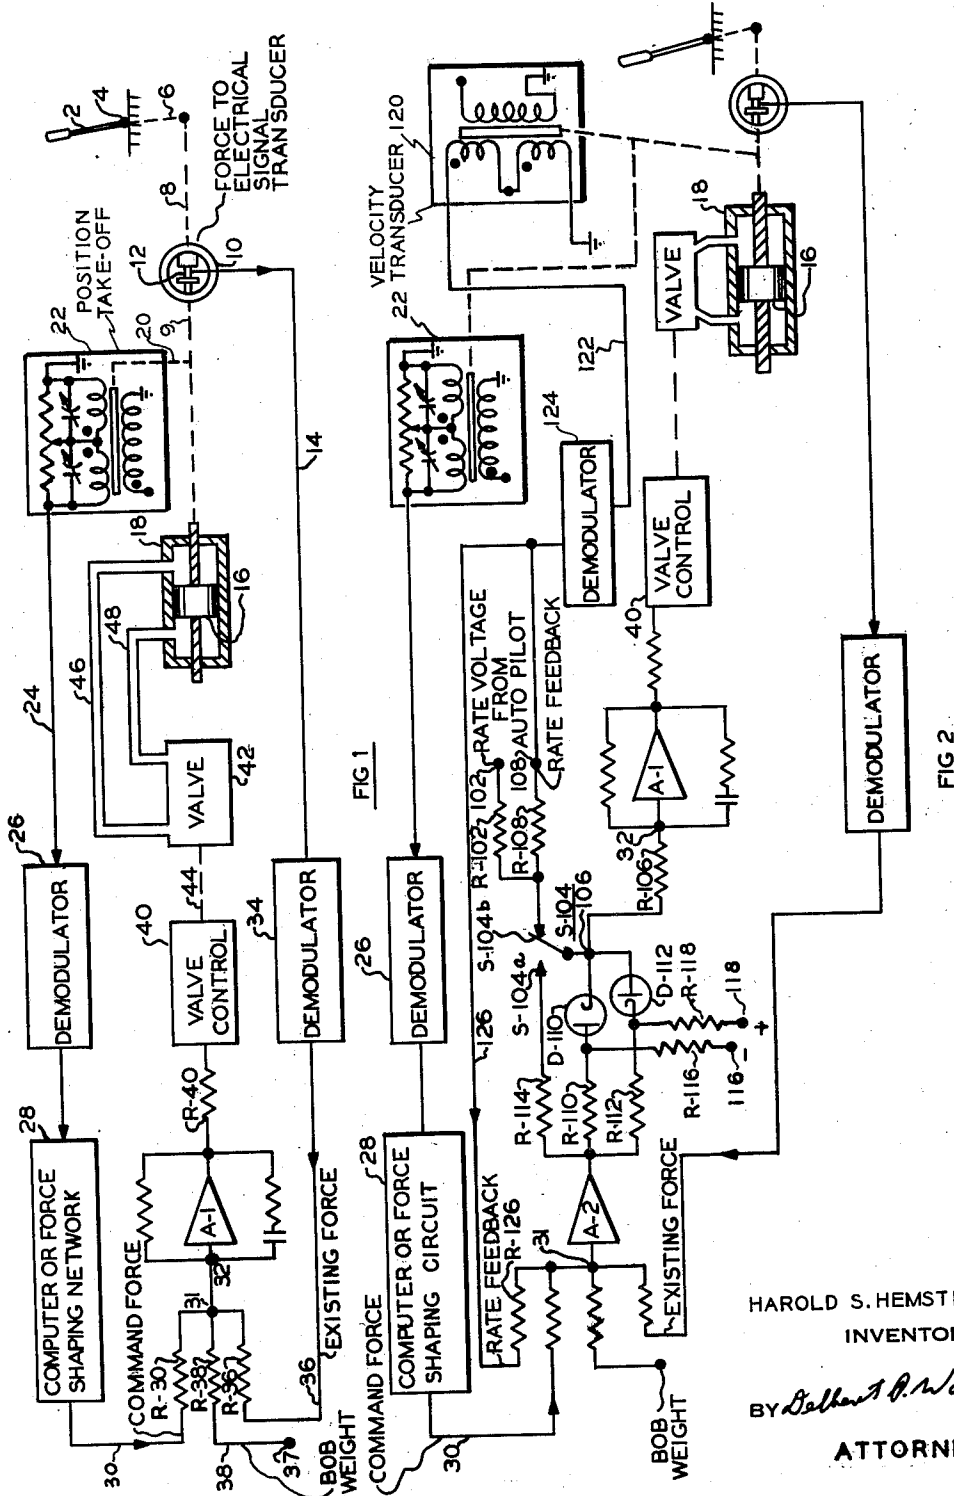 2
4
6
8
FORCE TO
ELECTRICAL
SIGNAL
TRANSDUCER
12
10
9
POSITION
TAKE-OFF
20
22
14
24
18
16
48
46
VALVE
42
44
26
DEMODULATOR
40
VALVE
CONTROL
34
DEMODULATOR
28
COMPUTER OR FORCE
SHAPING NETWORK
R-40
A-1
32
31
COMMAND FORCE
R-30
R-38
R-36
30
38
37
36
EXISTING FORCE
BOB
WEIGHT
FIG 1
VELOCITY
TRANSDUCER
120
22
18
VALVE
16
122
124
DEMODULATOR
VALVE
CONTROL
40
RATE VOLTAGE
FROM
AUTO PILOT
102
R-102
108
R-108
RATE FEEDBACK
S-104b
S-104
106
S-104a
R-106
32
A-1
26
DEMODULATOR
126
D-110
D-112
R-118
118
+
R-116
116
-
R-114
R-110
R-112
DEMODULATOR
28
COMPUTER OR FORCE
SHAPING CIRCUIT
RATE FEEDBACK
R-126
31
A-2
EXISTING FORCE
COMMAND FORCE
30
BOB
WEIGHT
FIG 2
INVENTOR
BY